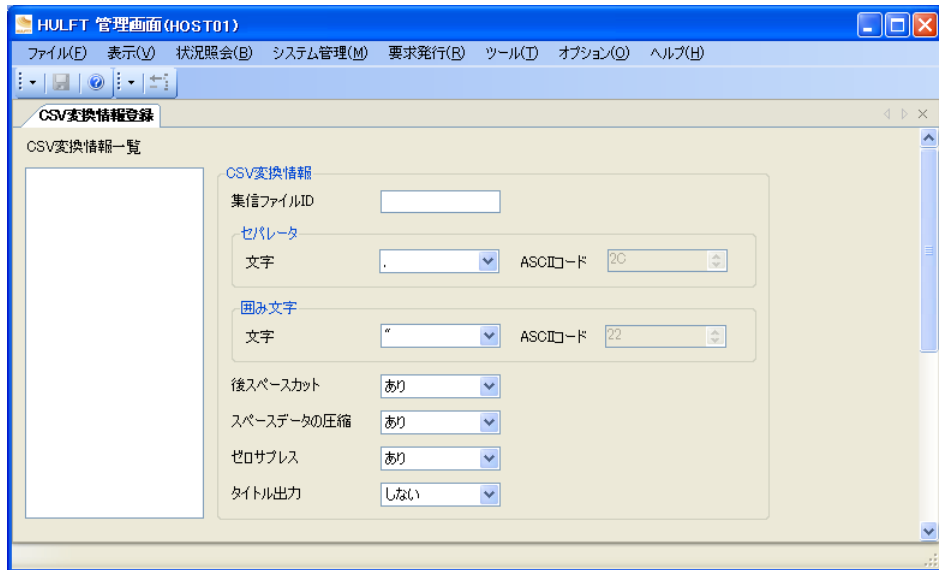 HULFT 管理画面(HOST01)
ファイル(F) 表示(V) 状況照会(B) システム管理(M) 要求発行(R) ツール(T) オプション(O) ヘルプ(H)
CSV変換情報登録
CSV変換情報一覧
CSV変換情報
集信ファイルID
セパレータ
文字 , ASCIIコード 2C
囲み文字
文字 " ASCIIコード 22
後スペースカット あり
スペースデータの圧縮 あり
ゼロサプレス あり
タイトル出力 しない